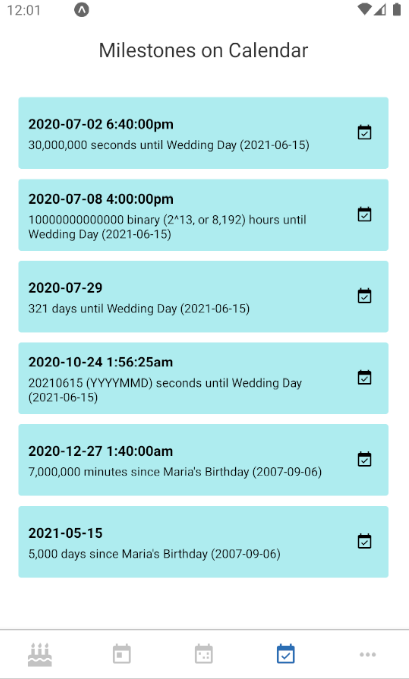 12:01
Milestones on Calendar
2020-07-02 6:40:00pm
30,000,000 seconds until Wedding Day (2021-06-15)
2020-07-08 4:00:00pm
10000000000000 binary (2^13, or 8,192) hours until
Wedding Day (2021-06-15)
2020-07-29
321 days until Wedding Day (2021-06-15)
2020-10-24 1:56:25am
20210615 (YYYYMMD) seconds until Wedding Day
(2021-06-15)
2020-12-27 1:40:00am
7,000,000 minutes since Maria's Birthday (2007-09-06)
2021-05-15
5,000 days since Maria's Birthday (2007-09-06)